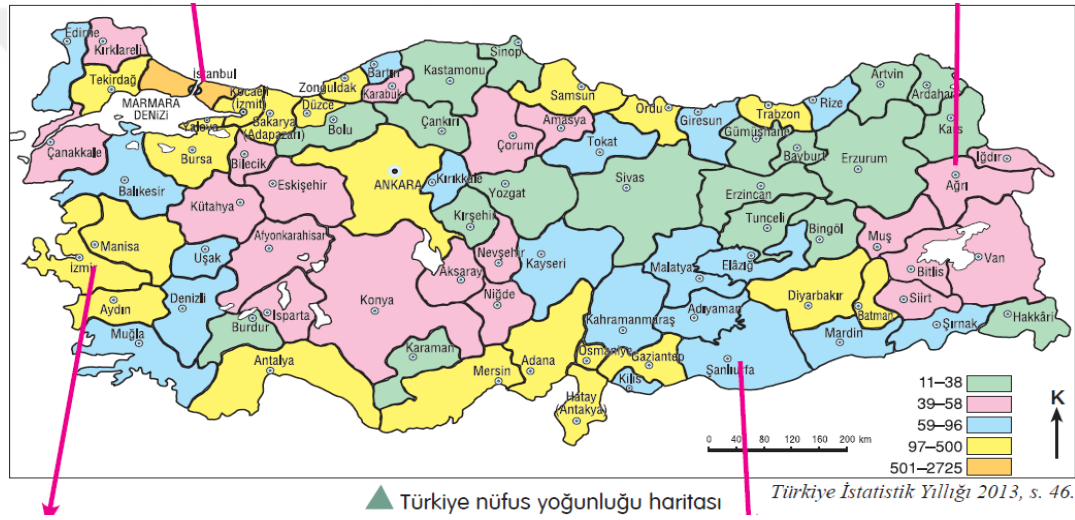 Edirne
Kırklareli
Tekirdağ
İstanbul
MARMARA
DENİZİ
Yalova
Kocaeli
(İzmit)
Bakarya
(Adapazarı)
Düzce
Zonguldak
Bartın
Karabük
Kastamonu
Sinop
Bolu
Çankırı
Samsun
Ordu
Giresun
Trabzon
Rize
Artvin
Ardahan
Kars
Iğdır
Ağrı
Çanakkale
Balıkesir
Bursa
Bilecik
Eskişehir
ANKARA
Kırıkkale
Çorum
Amasya
Tokat
Gümüşhane
Bayburt
Erzurum
Kütahya
Kırşehir
Yozgat
Sivas
Erzincan
Tunceli
Bingöl
Muş
Bitlis
Van
Manisa
İzmir
Uşak
Afyonkarahisar
Aksaray
Nevşehir
Kayseri
Malatya
Elâzığ
Diyarbakır
Batman
Siirt
Aydın
Denizli
Isparta
Konya
Niğde
Kahramanmaraş
Adıyaman
Mardin
Şırnak
Hakkâri
Muğla
Burdur
Antalya
Karaman
Mersin
Adana
Osmaniye
Gaziantep
Kilis
Şanlıurfa
Hatay
(Antakya)
11–38
39–58
59–96
97–500
501–2725
K
0 40 80 120 160 200 km
Türkiye nüfus yoğunluğu haritası
Türkiye İstatistik Yıllığı 2013, s. 46.